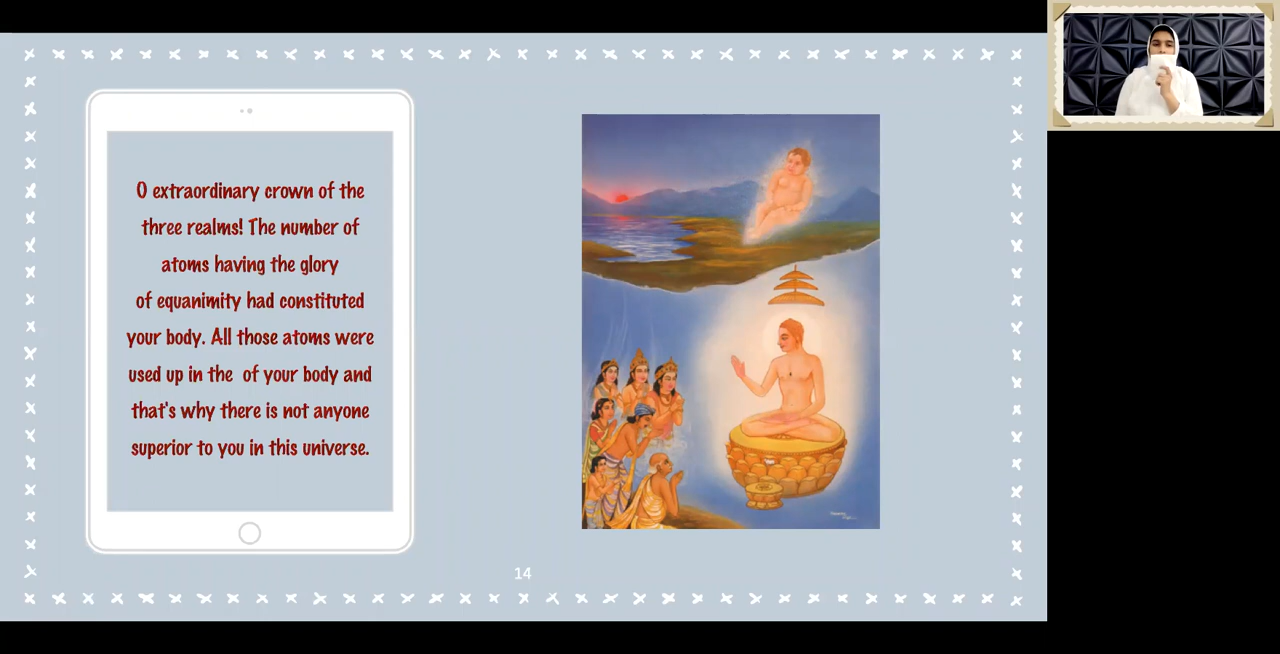 O extraordinary crown of the
three realms! The number of
atoms having the glory
of equanimity had constituted
your body. All those atoms were
used up in the of your body and
that's why there is not anyone
superior to you in this universe.
14